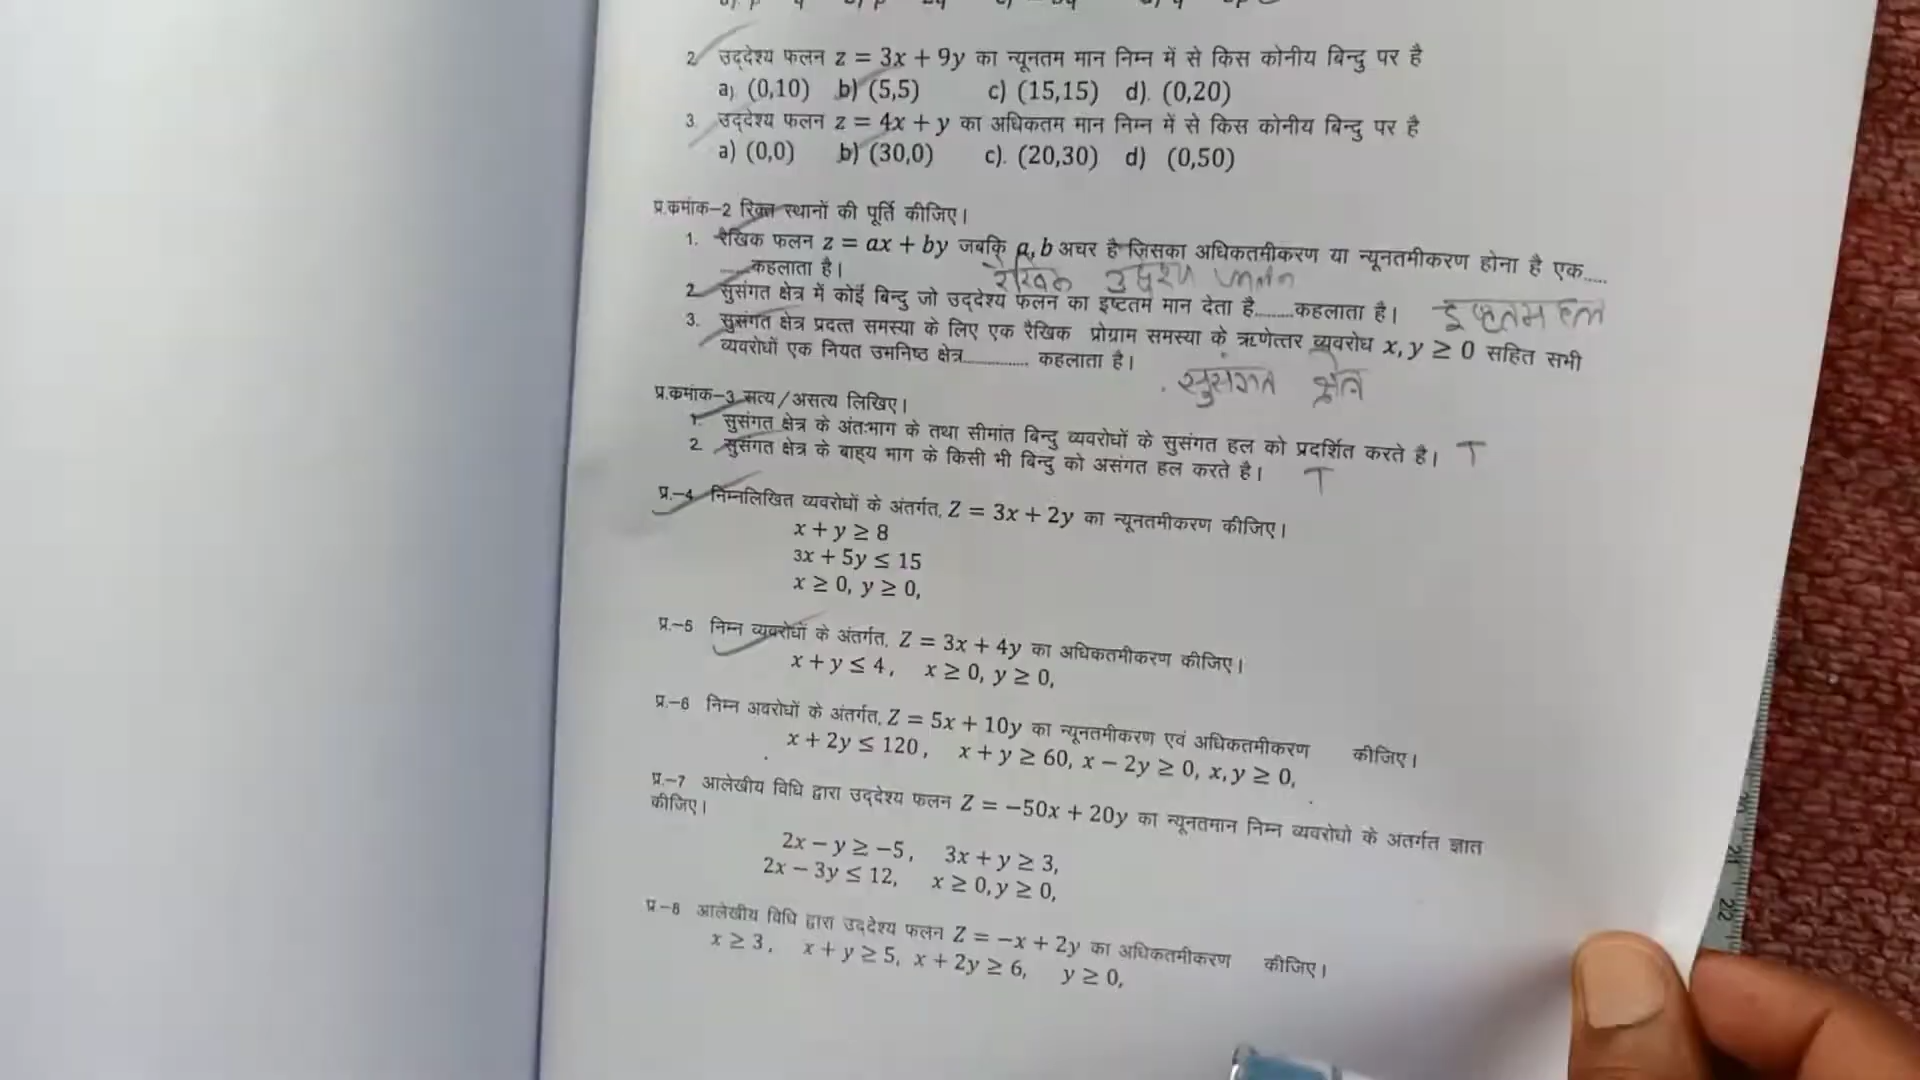 2 उद्देश्य फलन z = 3x + 9y का न्यूनतम मान निम्न में से किस कोनीय बिन्दु पर है
a). (0,10) b) (5,5) c) (15,15) d). (0,20)
3. उद्देश्य फलन z = 4x + y का अधिकतम मान निम्न में से किस कोनीय बिन्दु पर है
a) (0,0) b) (30,0) c). (20,30) d) (0,50)
प्र.कमांक–2 रिक्त स्थानों की पूर्ति कीजिए।
1. रैखिक फलन z = ax + by जबकि a, b अचर है जिसका अधिकतमीकरण या न्यूनतमीकरण होना है एक.....
कहलाता है। रैखिक उद्देश्य फलन
2 सुसंगत क्षेत्र में कोई बिन्दु जो उद्देश्य फलन का इष्टतम मान देता है.........कहलाता है। इष्टतम हल
3. सुसंगत क्षेत्र प्रदत्त समस्या के लिए एक रैखिक प्रोग्राम समस्या के ऋणेत्तर व्यवरोध x, y ≥ 0 सहित सभी
व्यवरोधों एक नियत उमनिष्ठ क्षेत्र................ कहलाता है।
सुसंगत क्षेत्र
प्र.क्रमांक–3 सत्य/असत्य लिखिए।
1. सुसंगत क्षेत्र के अंतःभाग के तथा सीमांत बिन्दु व्यवरोधों के सुसंगत हल को प्रदर्शित करते है। T
2 सुसंगत क्षेत्र के बाह्य भाग के किसी भी बिन्दु को असंगत हल करते है। T
प्र.–4 निम्नलिखित व्यवरोधों के अंतर्गत, Z = 3x + 2y का न्यूनतमीकरण कीजिए।
x + y ≥ 8
3x + 5y ≤ 15
x ≥ 0, y ≥ 0,
प्र.–5 निम्न व्यवरोधों के अंतर्गत, Z = 3x + 4y का अधिकतमीकरण कीजिए।
x + y ≤ 4, x ≥ 0, y ≥ 0,
प्र.–6 निम्न अवरोधों के अंतर्गत, Z = 5x + 10y का न्यूनतमीकरण एवं अधिकतमीकरण कीजिए।
x + 2y ≤ 120, x + y ≥ 60, x − 2y ≥ 0, x, y ≥ 0,
प्र.–7 आलेखीय विधि द्वारा उद्देश्य फलन Z = −50x + 20y का न्यूनतमान निम्न व्यवरोधो के अंतर्गत ज्ञात
कीजिए।
2x − y ≥ −5, 3x + y ≥ 3,
2x − 3y ≤ 12, x ≥ 0, y ≥ 0,
प्र.–8 आलेखीय विधि द्वारा उद्देश्य फलन Z = −x + 2y का अधिकतमीकरण कीजिए।
x ≥ 3, x + y ≥ 5, x + 2y ≥ 6, y ≥ 0,
21
22